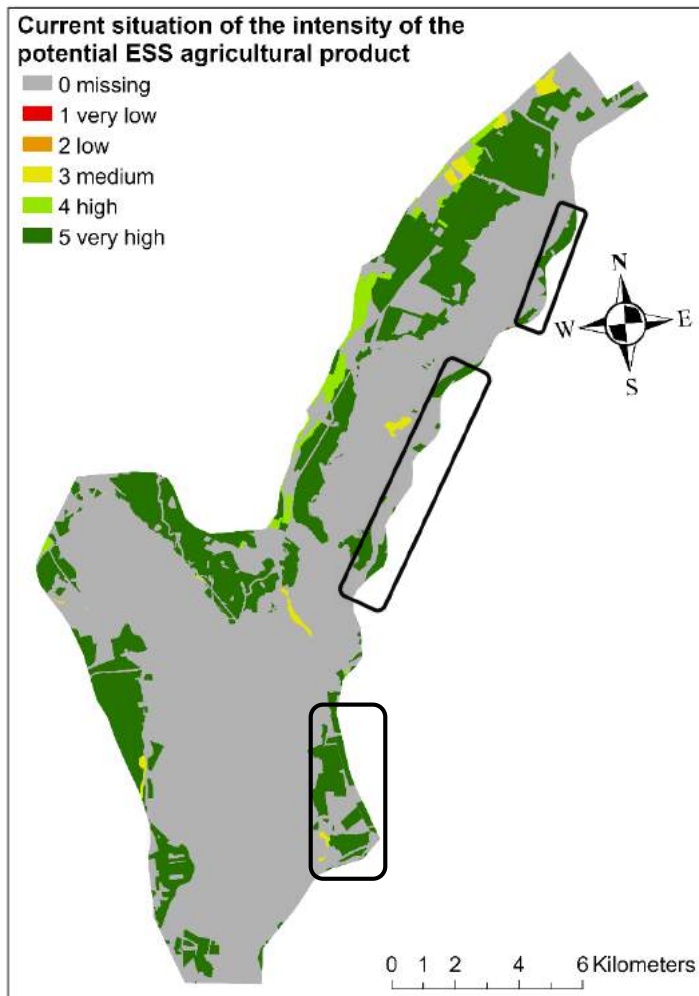 Current situation of the intensity of the
potential ESS agricultural product
0 missing
1 very low
2 low
3 medium
4 high
5 very high
N
W E
S
0 1 2 4 6 Kilometers